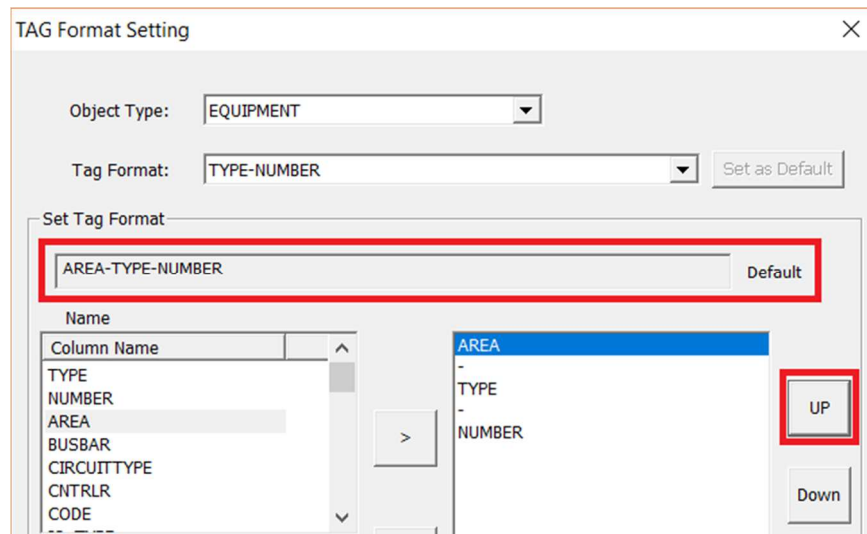 TAG Format Setting
Object Type: EQUIPMENT
Tag Format: TYPE-NUMBER Set as Default
Set Tag Format
AREA-TYPE-NUMBER Default
Name
Column Name
TYPE
NUMBER
AREA
BUSBAR
CIRCUITTYPE
CNTRLR
CODE
>
AREA
-
TYPE
-
NUMBER
UP
Down